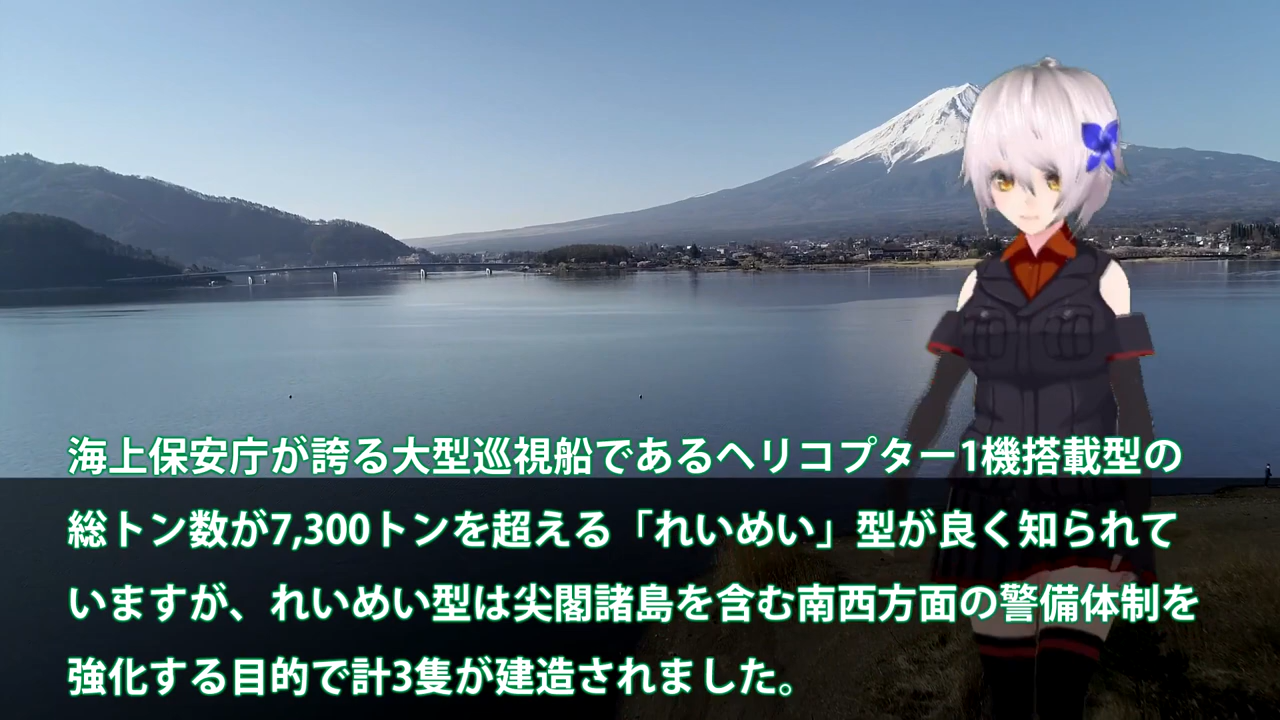 海上保安庁が誇る大型巡視船であるヘリコプター1機搭載型の
総トン数が7,300トンを超える「れいめい」型が良く知られて
いますが、れいめい型は尖閣諸島を含む南西方面の警備体制を
強化する目的で計3隻が建造されました。